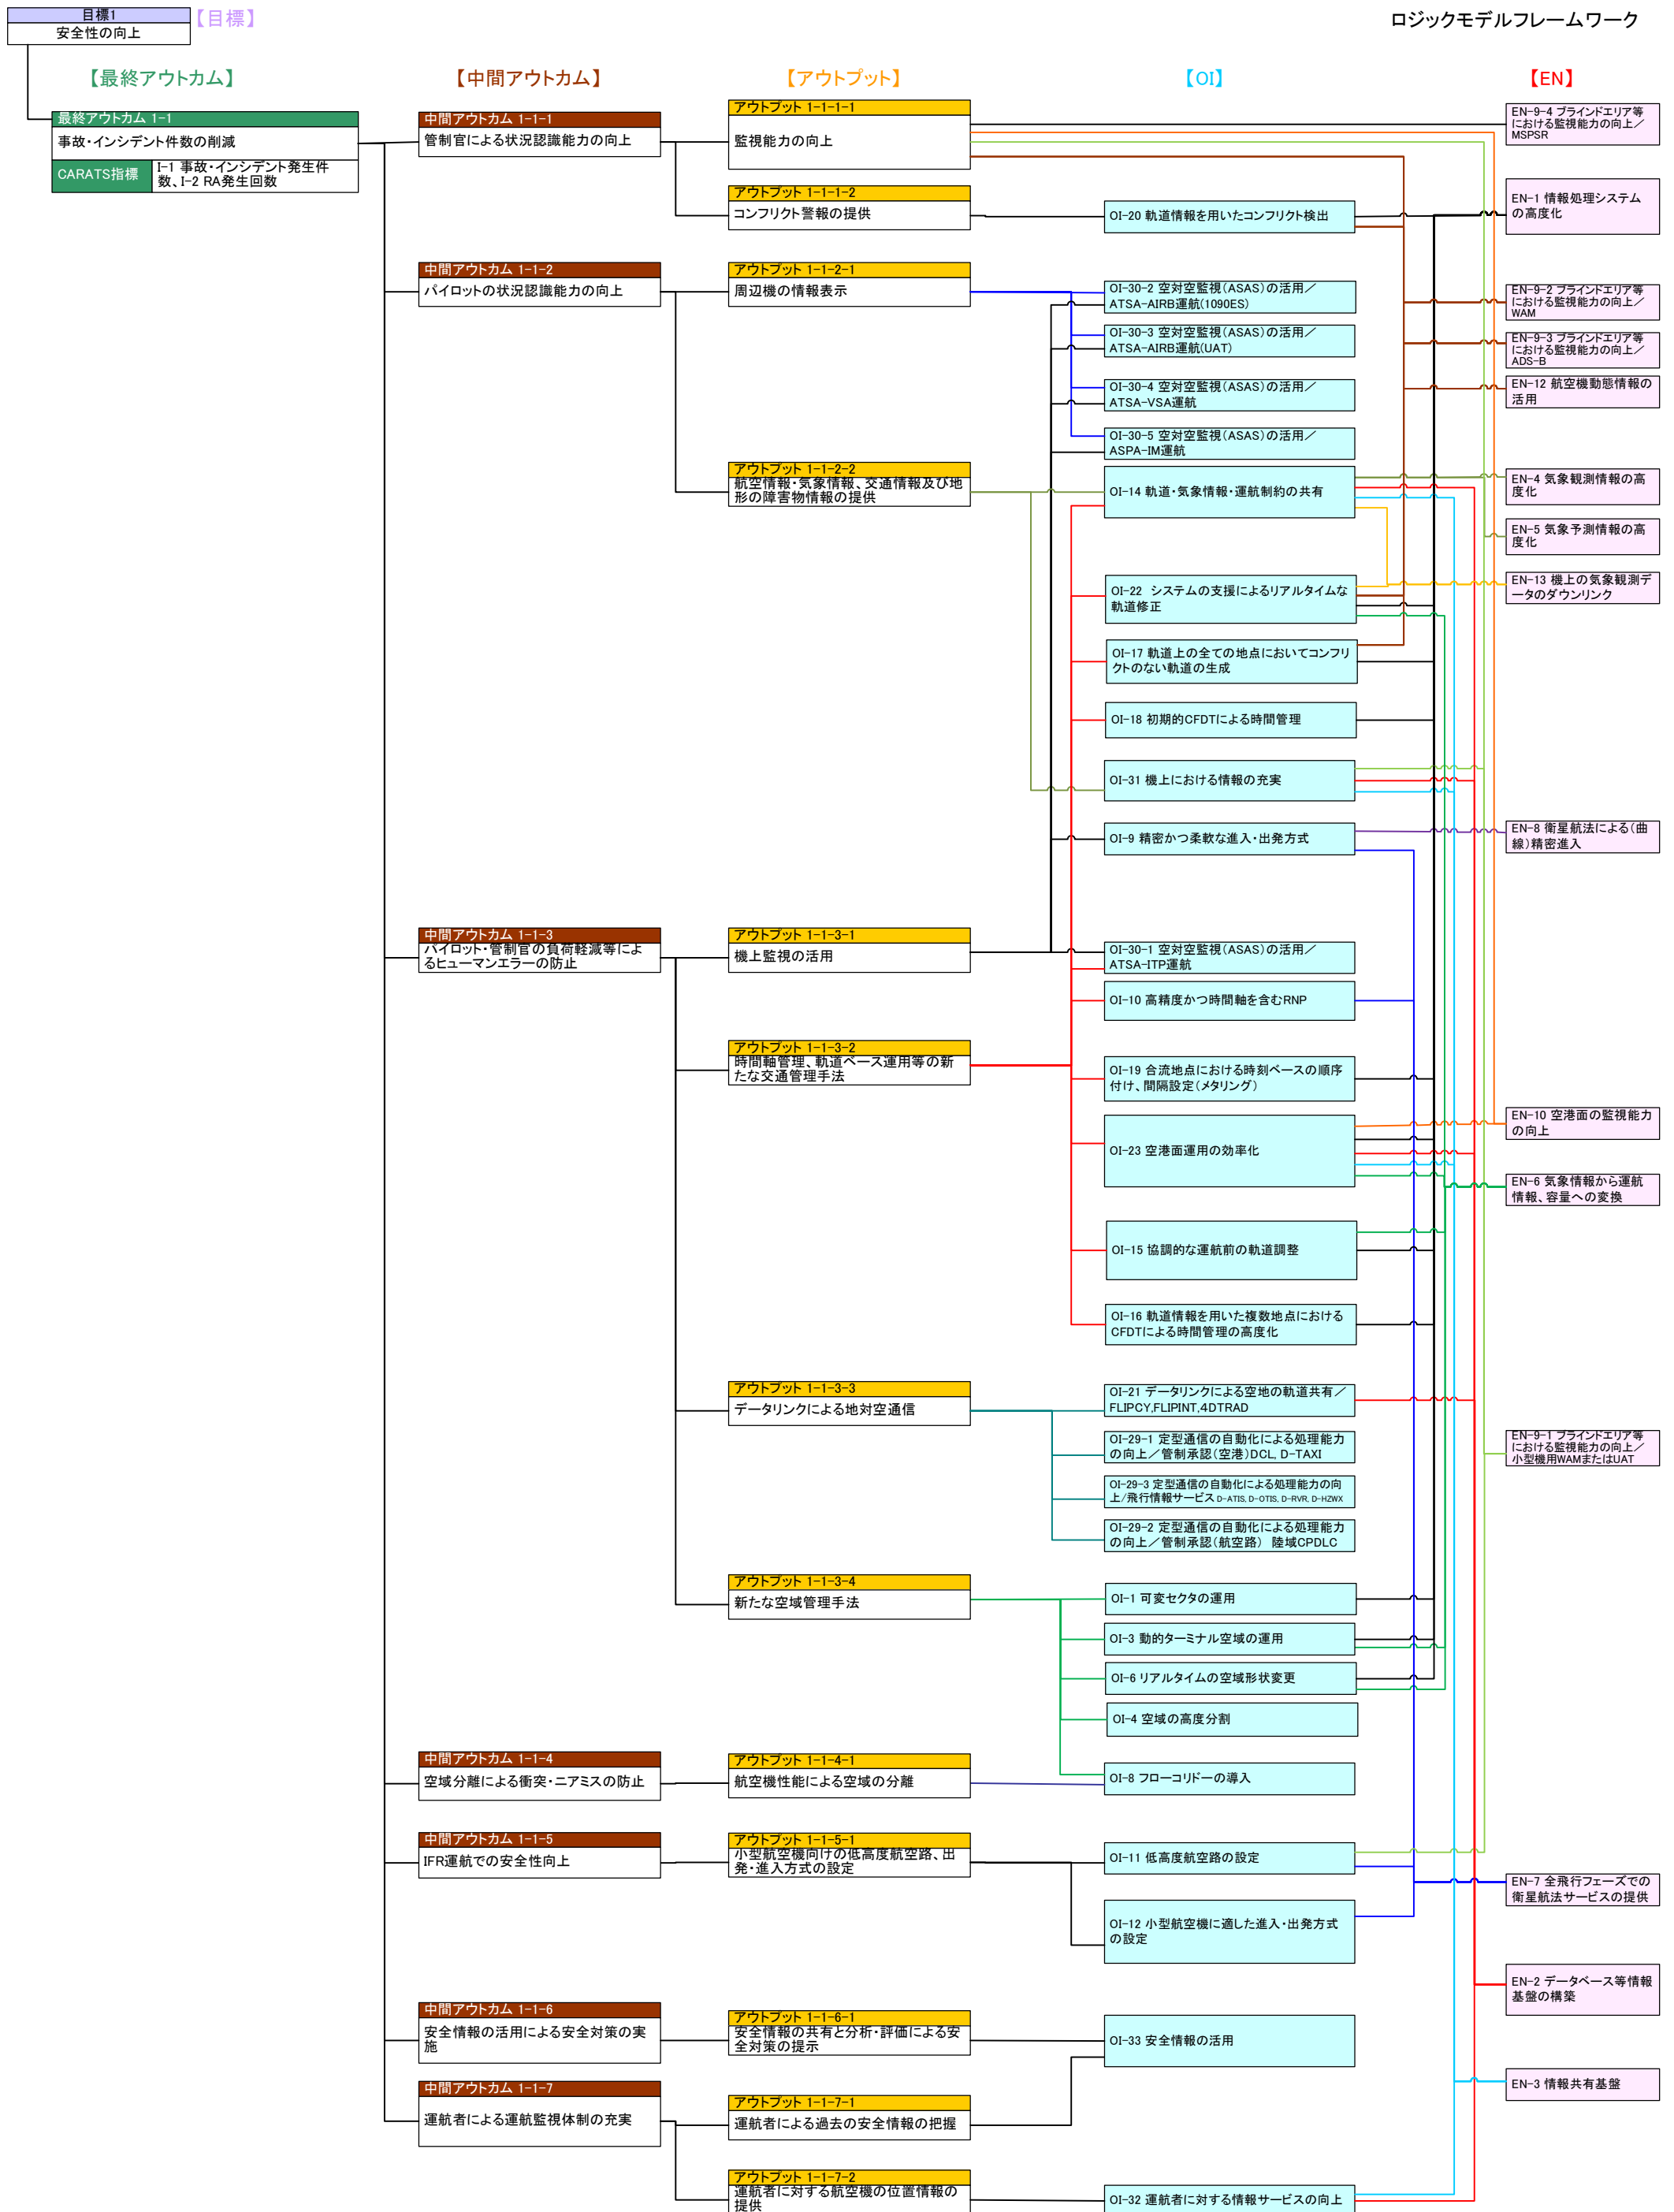 目標1
安全性の向上
【目標】
ロジックモデルフレームワーク
【最終アウトカム】
【中間アウトカム】
【アウトプット】
【OI】
【EN】
最終アウトカム 1-1
事故・インシデント件数の削減
CARATS指標
I-1 事故・インシデント発生件
数、I-2 RA発生回数
中間アウトカム 1-1-1
管制官による状況認識能力の向上
中間アウトカム 1-1-2
パイロットの状況認識能力の向上
中間アウトカム 1-1-3
パイロット・管制官の負荷軽減等によ
るヒューマンエラーの防止
中間アウトカム 1-1-4
空域分離による衝突・ニアミスの防止
中間アウトカム 1-1-5
IFR運航での安全性向上
中間アウトカム 1-1-6
安全情報の活用による安全対策の実
施
中間アウトカム 1-1-7
運航者による運航監視体制の充実
アウトプット 1-1-1-1
監視能力の向上
アウトプット 1-1-1-2
コンフリクト警報の提供
アウトプット 1-1-2-1
周辺機の情報表示
アウトプット 1-1-2-2
航空情報・気象情報、交通情報及び地
形の障害物情報の提供
アウトプット 1-1-3-1
機上監視の活用
アウトプット 1-1-3-2
時間軸管理、軌道ベース運用等の新
たな交通管理手法
アウトプット 1-1-3-3
データリンクによる地対空通信
アウトプット 1-1-3-4
新たな空域管理手法
アウトプット 1-1-4-1
航空機性能による空域の分離
アウトプット 1-1-5-1
小型航空機向けの低高度航空路、出
発・進入方式の設定
アウトプット 1-1-6-1
安全情報の共有と分析・評価による安
全対策の提示
アウトプット 1-1-7-1
運航者による過去の安全情報の把握
アウトプット 1-1-7-2
運航者に対する航空機の位置情報の
提供
OI-20 軌道情報を用いたコンフリクト検出
OI-30-2 空対空監視(ASAS)の活用／
ATSA-AIRB運航(1090ES)
OI-30-3 空対空監視(ASAS)の活用／
ATSA-AIRB運航(UAT)
OI-30-4 空対空監視(ASAS)の活用／
ATSA-VSA運航
OI-30-5 空対空監視(ASAS)の活用／
ASPA-IM運航
OI-14 軌道・気象情報・運航制約の共有
OI-22 システムの支援によるリアルタイムな
軌道修正
OI-17 軌道上の全ての地点においてコンフリ
クトのない軌道の生成
OI-18 初期的CFDTによる時間管理
OI-31 機上における情報の充実
OI-9 精密かつ柔軟な進入・出発方式
OI-30-1 空対空監視(ASAS)の活用／
ATSA-ITP運航
OI-10 高精度かつ時間軸を含むRNP
OI-19 合流地点における時刻ベースの順序
付け、間隔設定(メタリング)
OI-23 空港面運用の効率化
OI-15 協調的な運航前の軌道調整
OI-16 軌道情報を用いた複数地点における
CFDTによる時間管理の高度化
OI-21 データリンクによる空地の軌道共有／
FLIPCY,FLIPINT,4DTRAD
OI-29-1 定型通信の自動化による処理能力
の向上／管制承認(空港)DCL, D-TAXI
OI-29-3 定型通信の自動化による処理能力の向
上/飛行情報サービス D-ATIS, D-OTIS, D-RVR, D-HZWX
OI-29-2 定型通信の自動化による処理能力
の向上／管制承認(航空路) 陸域CPDLC
OI-1 可変セクタの運用
OI-3 動的ターミナル空域の運用
OI-6 リアルタイムの空域形状変更
OI-4 空域の高度分割
OI-8 フローコリドーの導入
OI-11 低高度航空路の設定
OI-12 小型航空機に適した進入・出発方式
の設定
OI-33 安全情報の活用
OI-32 運航者に対する情報サービスの向上
EN-9-4 ブラインドエリア等
における監視能力の向上／
MSPSR
EN-1 情報処理システム
の高度化
EN-9-2 ブラインドエリア等
における監視能力の向上／
WAM
EN-9-3 ブラインドエリア等
における監視能力の向上／
ADS-B
EN-12 航空機動態情報の
活用
EN-4 気象観測情報の高
度化
EN-5 気象予測情報の高
度化
EN-13 機上の気象観測デ
ータのダウンリンク
EN-8 衛星航法による(曲
線)精密進入
EN-10 空港面の監視能力
の向上
EN-6 気象情報から運航
情報、容量への変換
EN-9-1 ブラインドエリア等
における監視能力の向上／
小型機用WAMまたはUAT
EN-7 全飛行フェーズでの
衛星航法サービスの提供
EN-2 データベース等情報
基盤の構築
EN-3 情報共有基盤